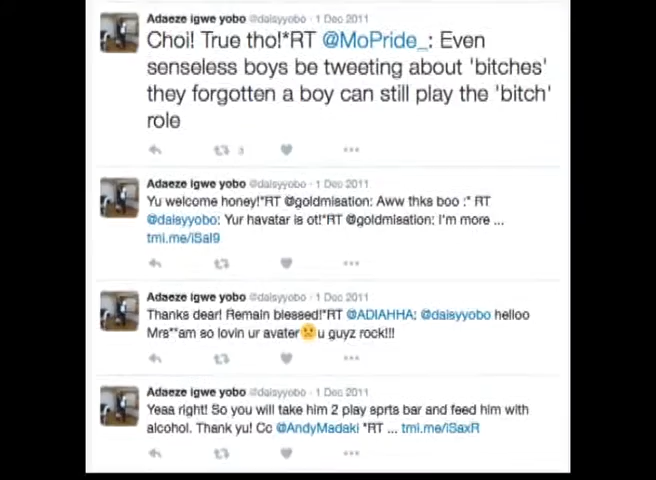 Adaeze igwe yobo @daisyyobo · 1 Dec 2011
Choi! True tho!*RT @MoPride_: Even
senseless boys be tweeting about 'bitches'
they forgotten a boy can still play the 'bitch'
role
3
Adaeze igwe yobo @daisyyobo · 1 Dec 2011
Yu welcome honey!*RT @goldmisation: Aww thks boo :* RT
@daisyyobo: Yur havatar is ot!*RT @goldmisation: I'm more ...
tmi.me/iSal9
Adaeze igwe yobo @daisyyobo · 1 Dec 2011
Thanks dear! Remain blessed!*RT @ADIAHHA: @daisyyobo helloo
Mrs**am so lovin ur avater😟u guyz rock!!!
Adaeze igwe yobo @daisyyobo · 1 Dec 2011
Yeaa right! So you will take him 2 play sprts bar and feed him with
alcohol. Thank yu! Cc @AndyMadaki *RT ... tmi.me/iSaxR